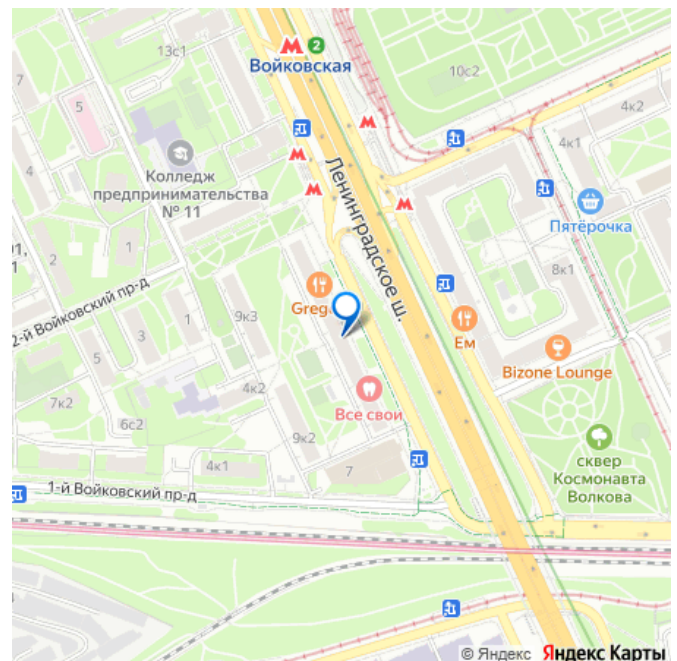 13с1
2
Войковская
7
5
10с2
4к2
4к1
4
Колледж
предпринимательства
№ 11
Ленинградское ш.
Пятёрочка
1
2
8к1
2-й Войковский пр-д
1
3
5
9к3
Grega
Ем
Bizone Lounge
4к2
7к2
6с2
Все свои
9к2
4к1
7
сквер
Космонавта
Волкова
1-й Войковский пр-д
© Яндекс Яндекс Карты